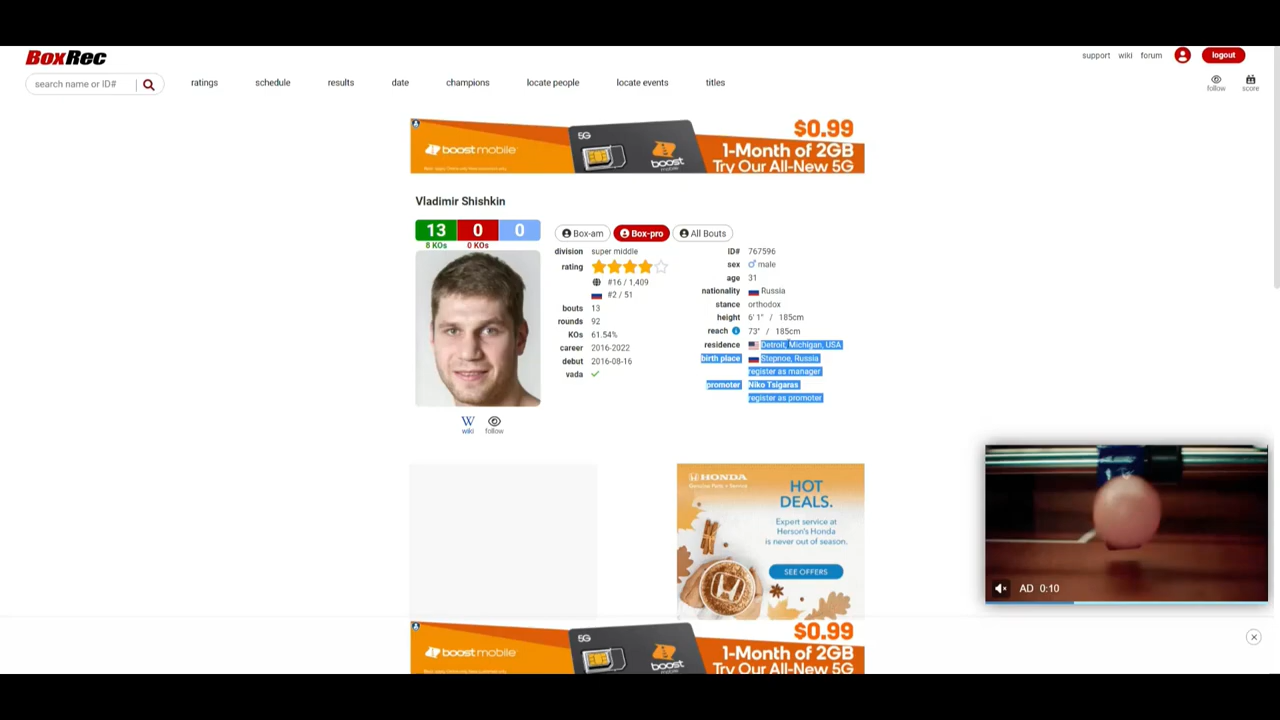 BoxRec
support wiki forum logout
search name or ID# ratings schedule results date champions locate people locate events titles
follow score
5G
boost mobile
boost mobile
$0.99
1-Month of 2GB
Try Our All-New 5G
Vladimir Shishkin
13 0 0
8 KOs 0 KOs
Box-am Box-pro All Bouts
division super middle
rating
#16 / 1,409
#2 / 51
bouts 13
rounds 92
KOs 61.54%
career 2016-2022
debut 2016-08-16
vada
ID# 767596
sex male
age 31
nationality Russia
stance orthodox
height 6' 1" / 185cm
reach 73" / 185cm
residence Detroit, Michigan, USA
birth place Stepnoe, Russia
register as manager
promoter Niko Tsigaras
register as promoter
W
wiki follow
HONDA
Genuine Parts + Service
HOT
DEALS.
Expert service at
Herson's Honda
is never out of season.
SEE OFFERS
AD 0:10
5G
boost mobile
boost
$0.99
1-Month of 2GB
Try Our All-New 5G